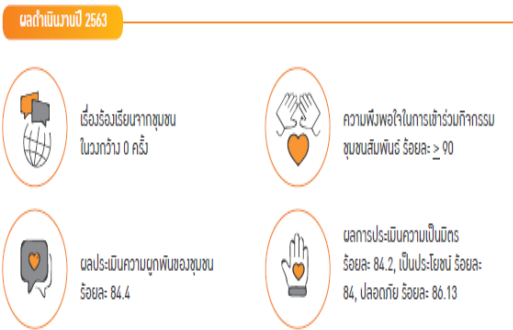 ผลดำเนินงานปี 2563
เรื่องร้องเรียนจากชุมชน
ในวงกว้าง 0 ครั้ง
ความพึงพอใจในการเข้าร่วมกิจกรรม
ชุมชนสัมพันธ์ ร้อยละ ≥ 90
ผลประเมินความผูกพันของชุมชน
ร้อยละ 84.4
ผลการประเมินความเป็นมิตร
ร้อยละ 84.2, เป็นประโยชน์ ร้อยละ
84, ปลอดภัย ร้อยละ 86.13